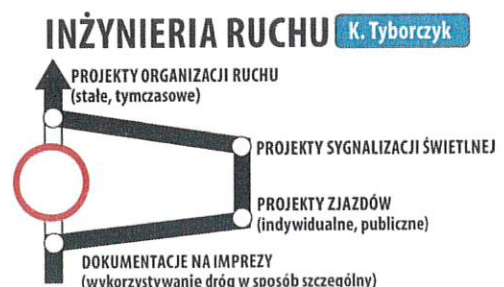 INŻYNIERIA RUCHU K. Tyborczyk
PROJEKTY ORGANIZACJI RUCHU
(stałe, tymczasowe)
PROJEKTY SYGNALIZACJI ŚWIETLNEJ
PROJEKTY ZJAZDÓW
(indywidualne, publiczne)
DOKUMENTACJE NA IMPREZY
(wykorzystywanie dróg w sposób szczególny)